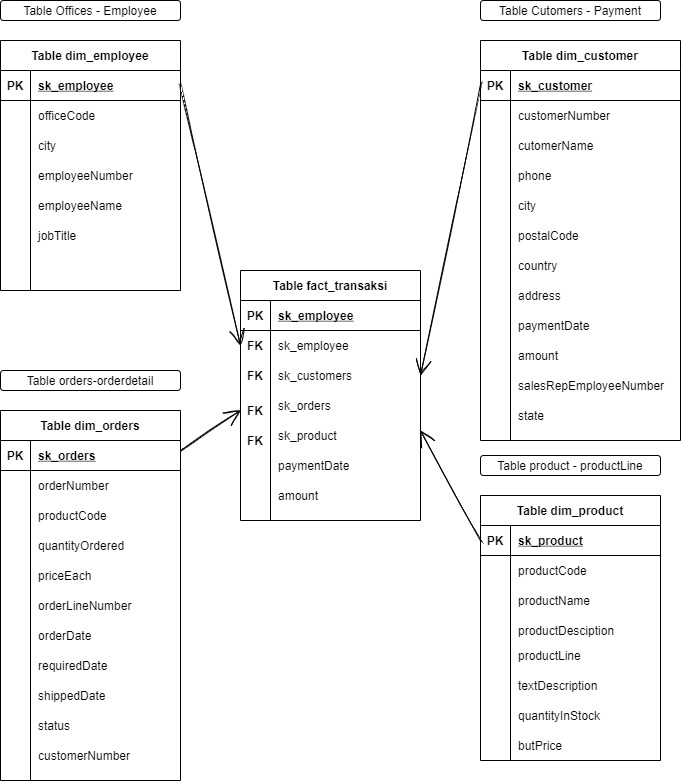 Table Offices - Employee
Table dim_employee
PK sk_employee
officeCode
city
employeeNumber
employeeName
jobTitle
Table Cutomers - Payment
Table dim_customer
PK sk_customer
customerNumber
cutomerName
phone
city
postalCode
country
address
paymentDate
amount
salesRepEmployeeNumber
state
Table fact_transaksi
PK sk_employee
FK sk_employee
FK sk_customers
FK sk_orders
FK sk_product
paymentDate
amount
Table orders-orderdetail
Table dim_orders
PK sk_orders
orderNumber
productCode
quantityOrdered
priceEach
orderLineNumber
orderDate
requiredDate
shippedDate
status
customerNumber
Table product - productLine
Table dim_product
PK sk_product
productCode
productName
productDesciption
productLine
textDescription
quantityInStock
butPrice